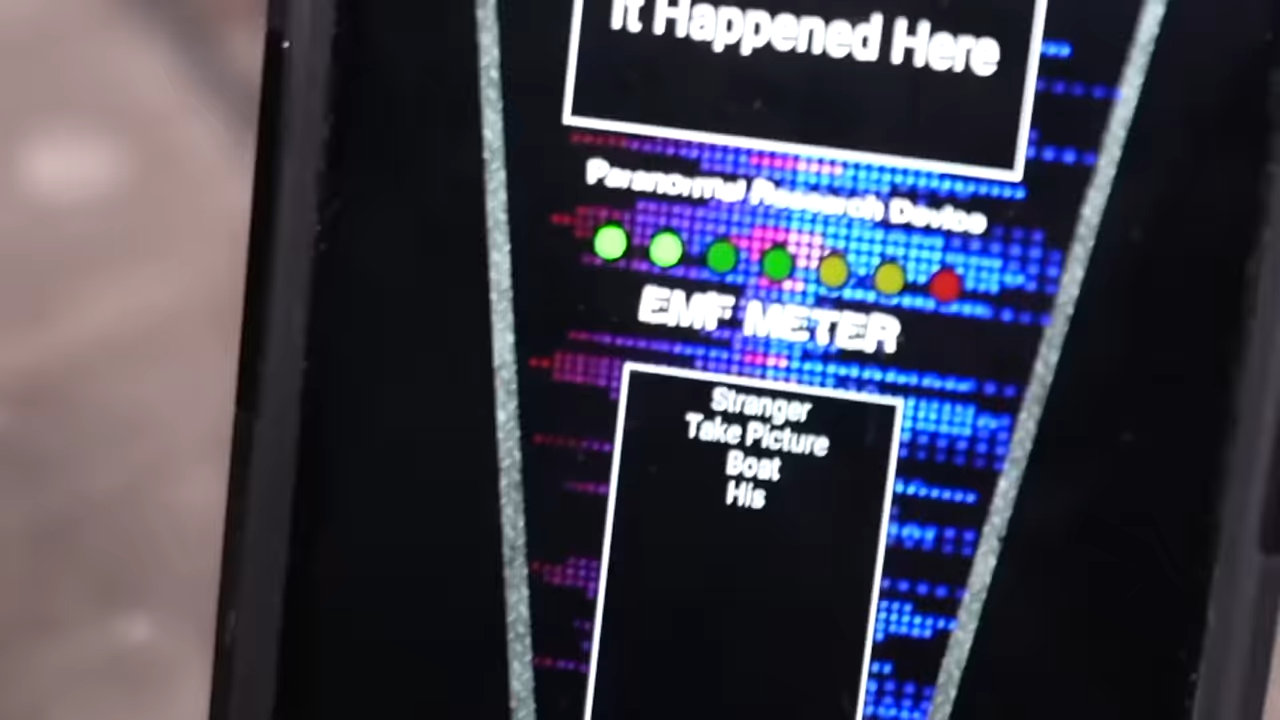 It Happened Here
Paranormal Research Device
EMF METER
Stranger
Take Picture
Boat
His